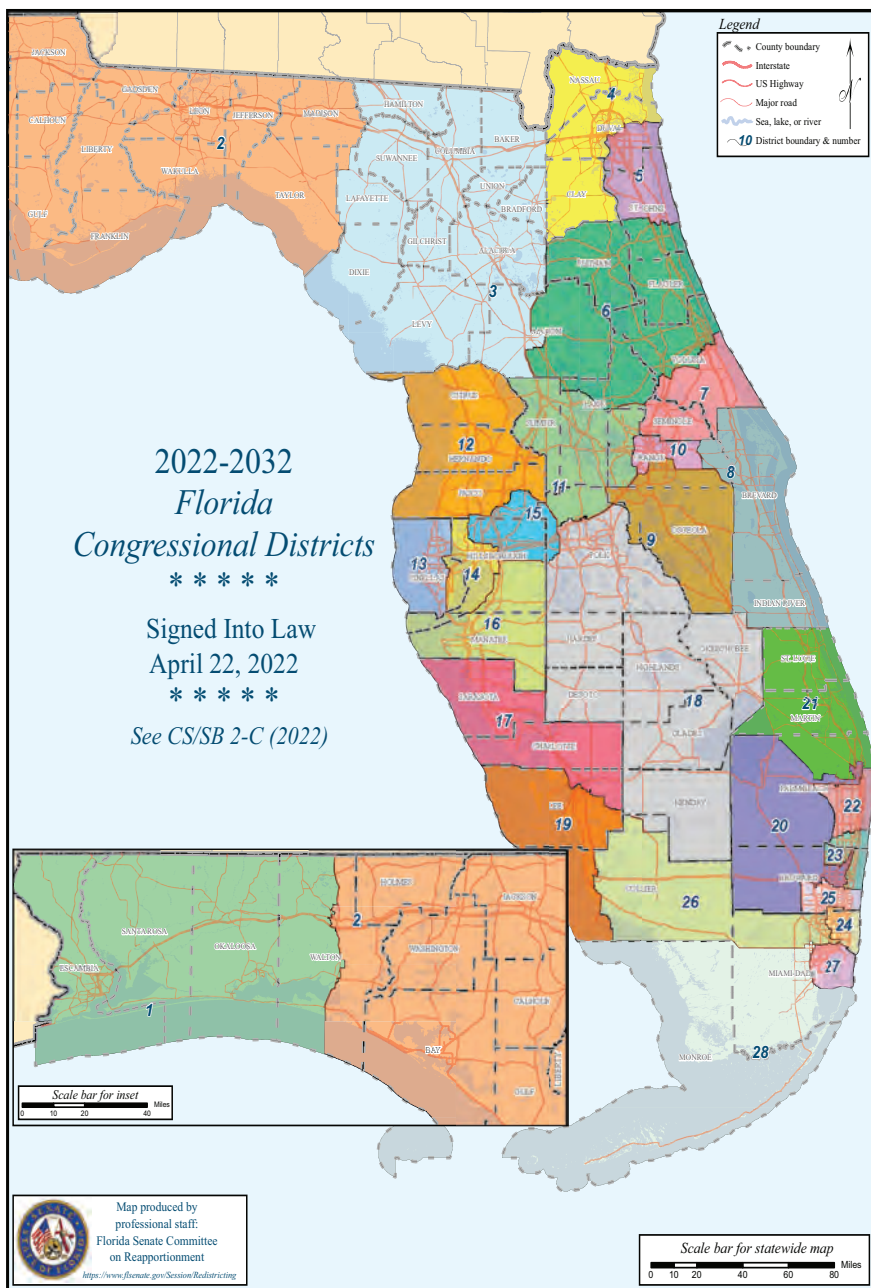 Legend
County boundary
Interstate
US Highway
Major road
Sea, lake, or river
10 District boundary & number
N
JACKSON
GADSDEN
LEON
JEFFERSON
MADISON
CALHOUN
LIBERTY
2
WAKULLA
TAYLOR
GULF
FRANKLIN
HAMILTON
COLUMBIA
BAKER
SUWANNEE
UNION
LAFAYETTE
BRADFORD
GILCHRIST
ALACHUA
DIXIE
3
LEVY
NASSAU
4
DUVAL
5
CLAY
ST. JOHNS
PUTNAM
FLAGLER
6
MARION
VOLUSIA
7
CITRUS
SUMTER
LAKE
SEMINOLE
12
HERNANDO
10
ORANGE
8
PASCO
11
BREVARD
15
9
OSCEOLA
POLK
13
PINELLAS
HILLSBOROUGH
14
16
MANATEE
HARDEE
INDIAN RIVER
OKEECHOBEE
HIGHLANDS
ST. LUCIE
SARASOTA
DESOTO
18
21
MARTIN
17
GLADES
CHARLOTTE
PALM BEACH
LEE
19
HENDRY
20
22
23
COLLIER
26
BROWARD
25
24
MIAMI-DADE
27
MONROE
28
2022-2032
Florida
Congressional Districts
* * * * *
Signed Into Law
April 22, 2022
* * * * *
See CS/SB 2-C (2022)
HOLMES
JACKSON
2
SANTA ROSA
WASHINGTON
OKALOOSA
WALTON
ESCAMBIA
CALHOUN
1
BAY
LIBERTY
GULF
Scale bar for inset
0 10 20 40 Miles
Map produced by
professional staff:
Florida Senate Committee
on Reapportionment
https://www.flsenate.gov/Session/Redistricting
Scale bar for statewide map
0 10 20 40 60 80 Miles